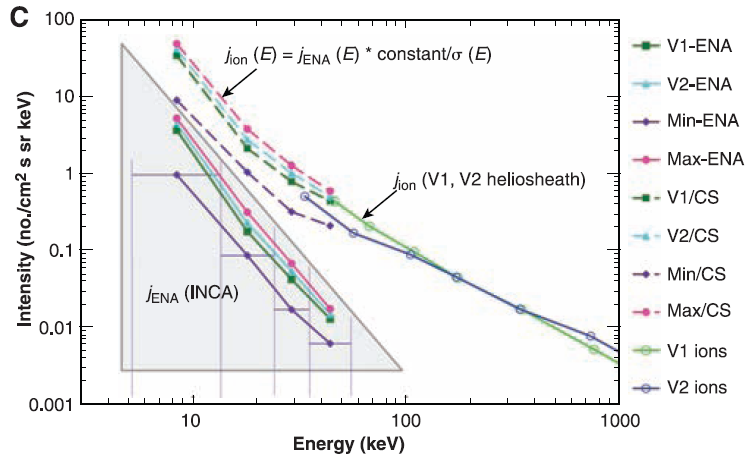 C
j_ion (E) = j_ENA (E) * constant/σ (E)
j_ion (V1, V2 heliosheath)
j_ENA (INCA)
Intensity (no./cm² s sr keV)
100
10
1
0.1
0.01
0.001
10
100
1000
Energy (keV)
V1-ENA
V2-ENA
Min-ENA
Max-ENA
V1/CS
V2/CS
Min/CS
Max/CS
V1 ions
V2 ions